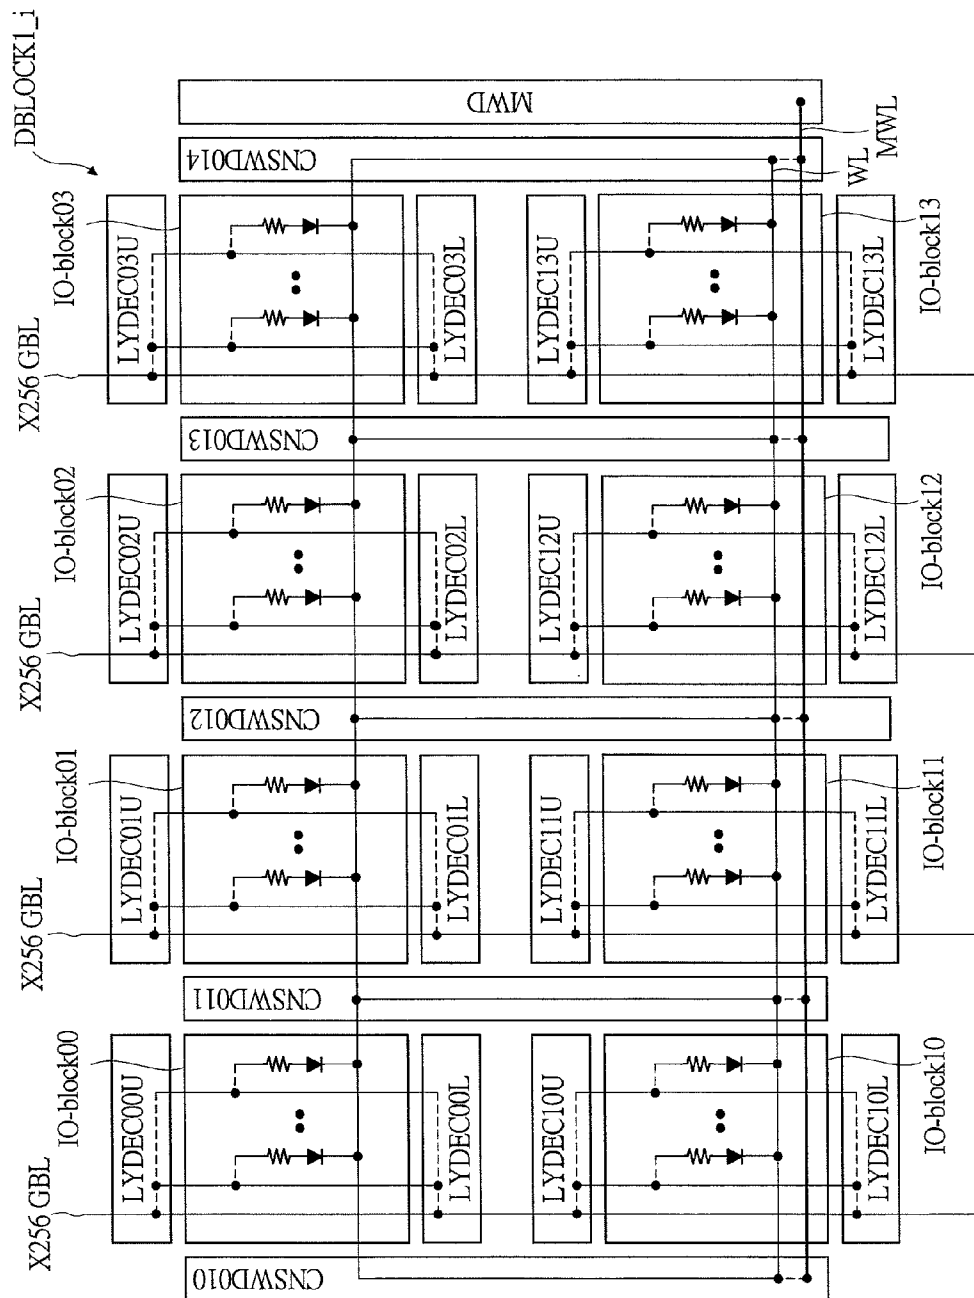 DBLOCK1_i
MWD
CNSWD014
WL
MWL
IO-block03
LYDEC03U
LYDEC03L
LYDEC13U
LYDEC13L
IO-block13
X256 GBL
CNSWD013
IO-block02
LYDEC02U
LYDEC02L
LYDEC12U
LYDEC12L
IO-block12
X256 GBL
CNSWD012
IO-block01
LYDEC01U
LYDEC01L
LYDEC11U
LYDEC11L
IO-block11
X256 GBL
CNSWD011
IO-block00
LYDEC00U
LYDEC00L
LYDEC10U
LYDEC10L
IO-block10
X256 GBL
CNSWD010